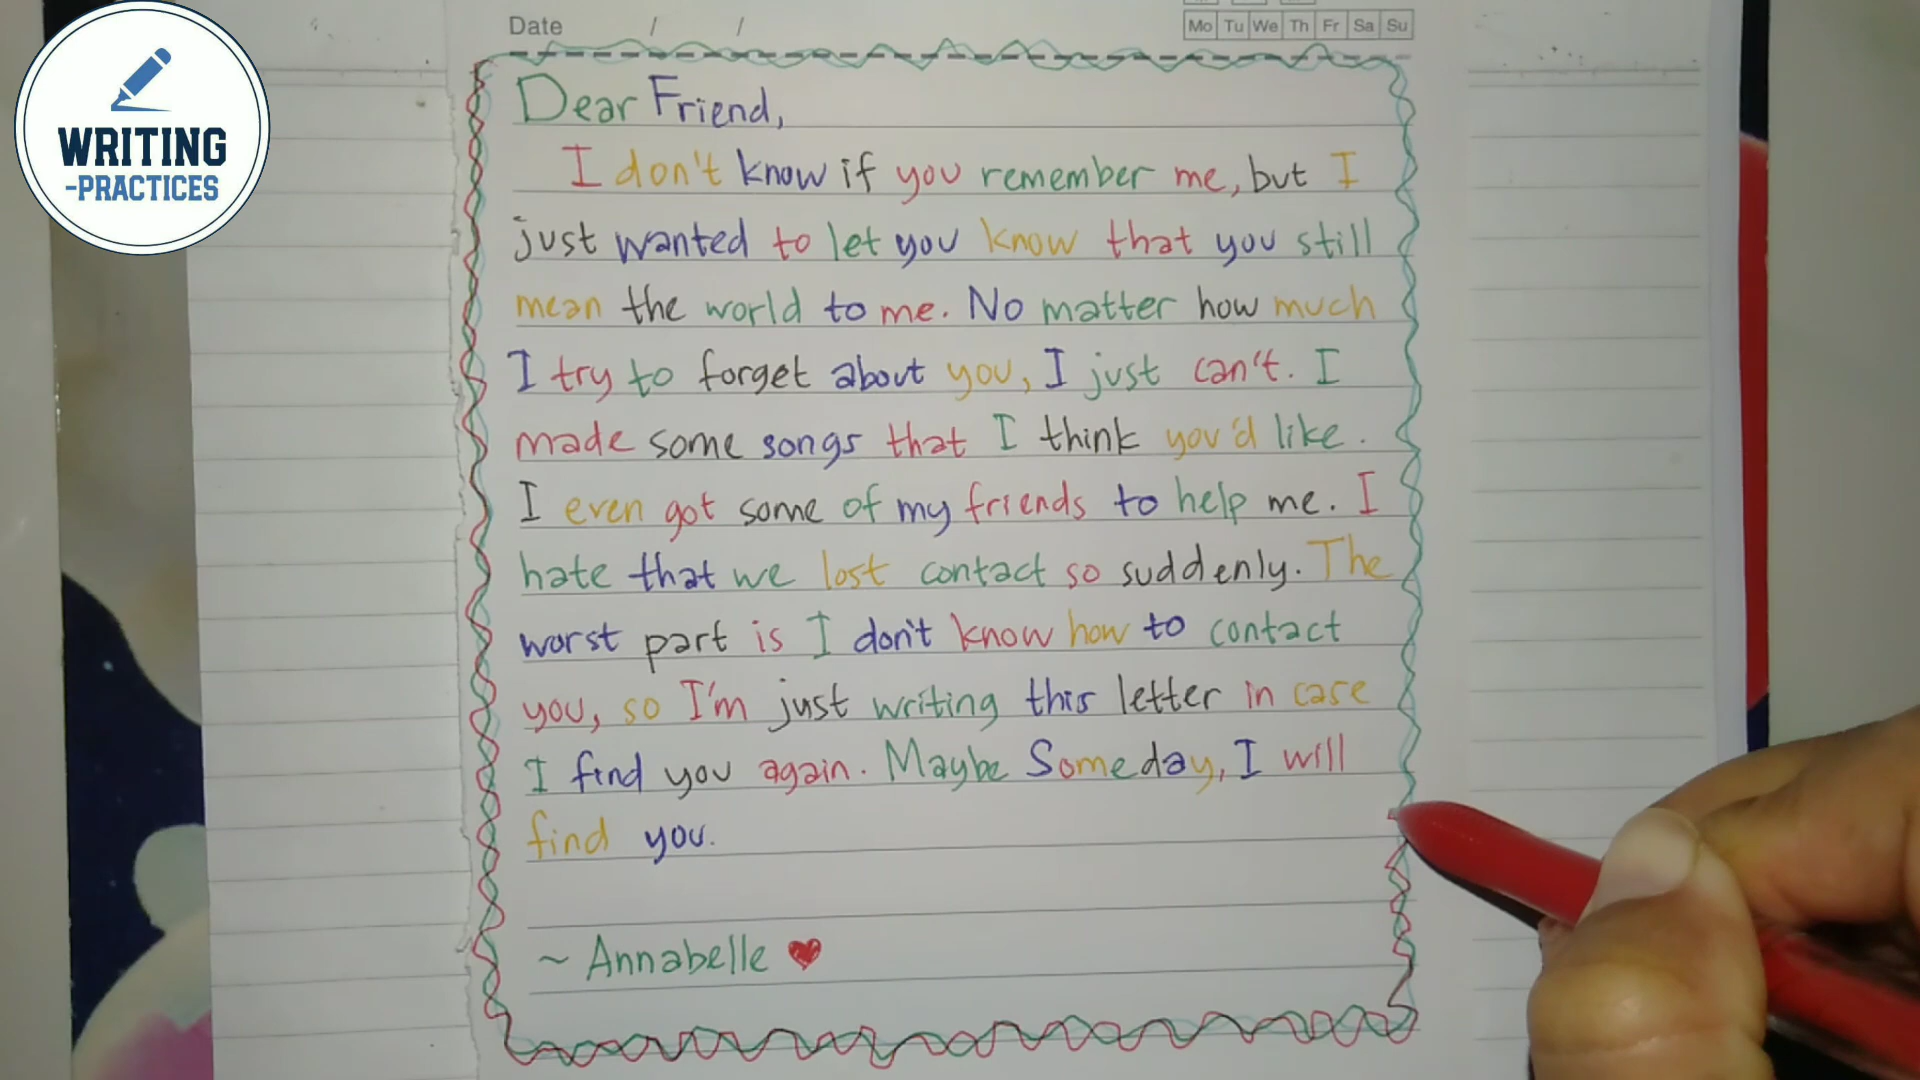 Date / /
Mo Tu We Th Fr Sa Su
WRITING
-PRACTICES
Dear Friend,
I don't know if you remember me, but I
just wanted to let you know that you still
mean the world to me. No matter how much
I try to forget about you, I just can't. I
made some songs that I think you'd like.
I even got some of my friends to help me. I
hate that we lost contact so suddenly. The
worst part is I don't know how to contact
you, so I'm just writing this letter in case
I find you again. Maybe Someday, I will
find you.
~ Annabelle ❤